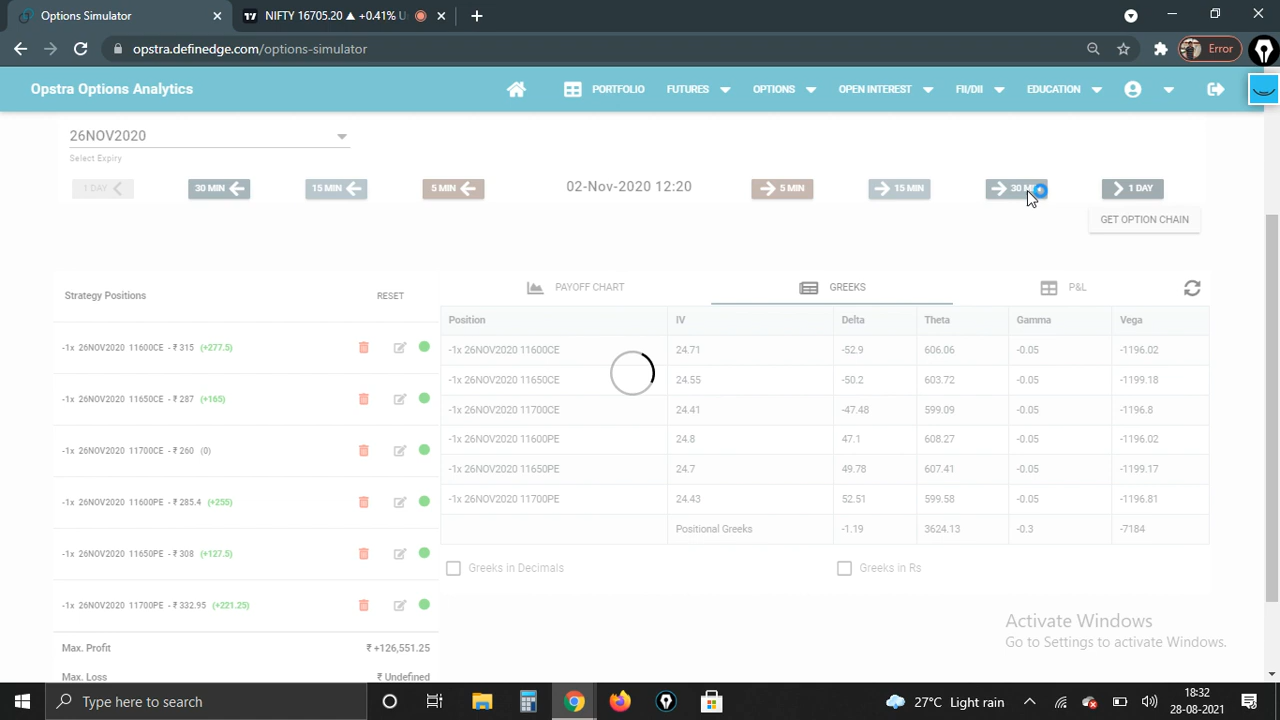 Options Simulator
NIFTY 16705.20 ▲ +0.41% U
opstra.definedge.com/options-simulator
Error
Opstra Options Analytics
PORTFOLIO FUTURES OPTIONS OPEN INTEREST FII/DII EDUCATION
26NOV2020
Select Expiry
1 DAY 30 MIN 15 MIN 5 MIN 02-Nov-2020 12:20 5 MIN 15 MIN 30 1 DAY
GET OPTION CHAIN
Strategy Positions RESET
PAYOFF CHART GREEKS P&L
Position IV Delta Theta Gamma Vega
-1x 26NOV2020 11600CE - ₹ 315 (+277.5)
-1x 26NOV2020 11650CE - ₹ 287 (+165)
-1x 26NOV2020 11700CE - ₹ 260 (0)
-1x 26NOV2020 11600PE - ₹ 285.4 (+255)
-1x 26NOV2020 11650PE - ₹ 308 (+127.5)
-1x 26NOV2020 11700PE - ₹ 332.95 (+221.25)
Max. Profit ₹ +126,551.25
Max. Loss ₹ Undefined
-1x 26NOV2020 11600CE 24.71 -52.9 606.06 -0.05 -1196.02
-1x 26NOV2020 11650CE 24.55 -50.2 603.72 -0.05 -1199.18
-1x 26NOV2020 11700CE 24.41 -47.48 599.09 -0.05 -1196.8
-1x 26NOV2020 11600PE 24.8 47.1 608.27 -0.05 -1196.02
-1x 26NOV2020 11650PE 24.7 49.78 607.41 -0.05 -1199.17
-1x 26NOV2020 11700PE 24.43 52.51 599.58 -0.05 -1196.81
Positional Greeks -1.19 3624.13 -0.3 -7184
Greeks in Decimals Greeks in Rs
Activate Windows
Go to Settings to activate Windows.
Type here to search
27°C Light rain
18:32
28-08-2021